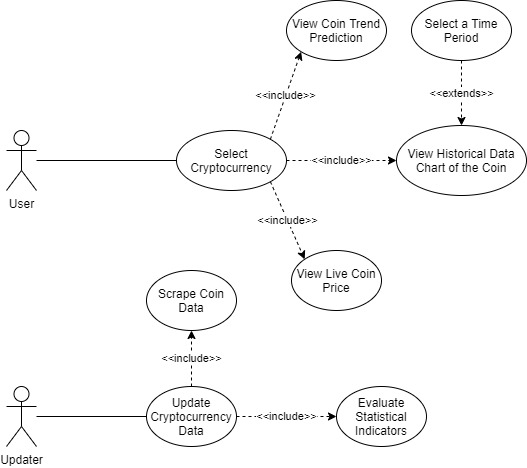 View Coin Trend
Prediction
Select a Time
Period
<<include>>
<<extends>>
Select
Cryptocurrency
<<include>>
View Historical Data
Chart of the Coin
User
<<include>>
View Live Coin
Price
Scrape Coin
Data
<<include>>
Update
Cryptocurrency
Data
<<include>>
Evaluate
Statistical
Indicators
Updater